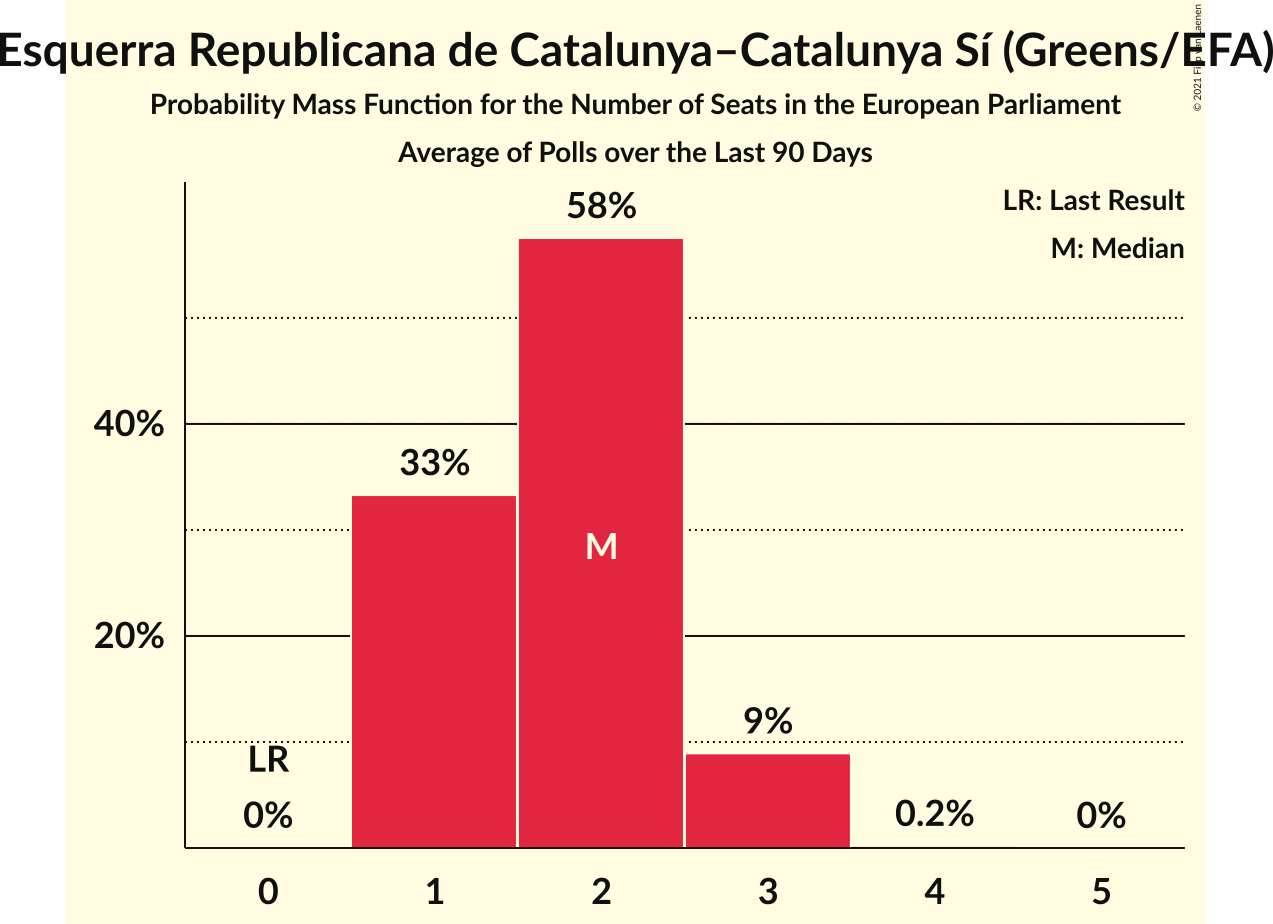 Esquerra Republicana de Catalunya–Catalunya Sí (Greens/EFA)
Probability Mass Function for the Number of Seats in the European Parliament
Average of Polls over the Last 90 Days
© 2021
LR: Last Result
M: Median
58%
40%
33%
M
20%
9%
LR
0%
0.2%
0%
0 1 2 3 4 5